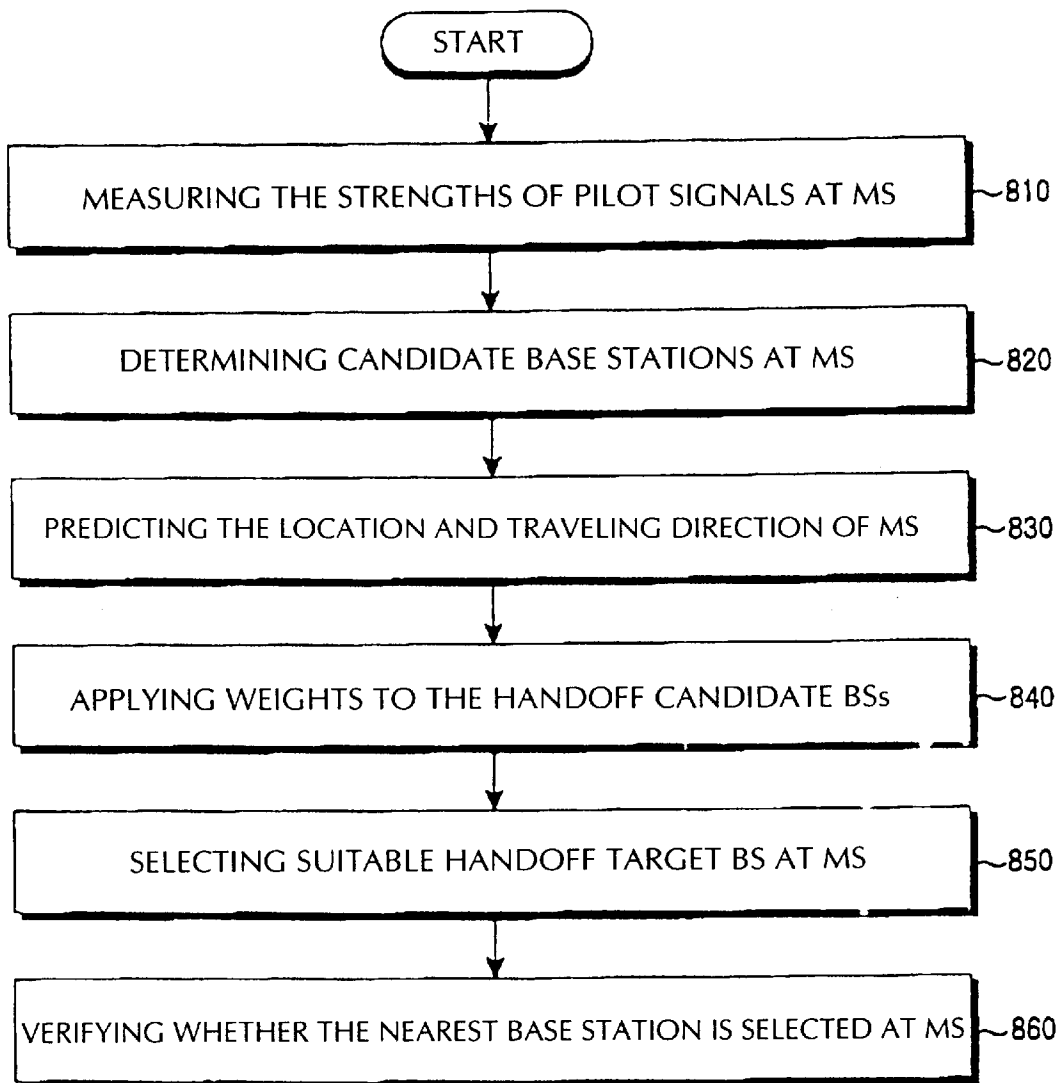 START
MEASURING THE STRENGTHS OF PILOT SIGNALS AT MS
810
DETERMINING CANDIDATE BASE STATIONS AT MS
820
PREDICTING THE LOCATION AND TRAVELING DIRECTION OF MS
830
APPLYING WEIGHTS TO THE HANDOFF CANDIDATE BSs
840
SELECTING SUITABLE HANDOFF TARGET BS AT MS
850
VERIFYING WHETHER THE NEAREST BASE STATION IS SELECTED AT MS
860